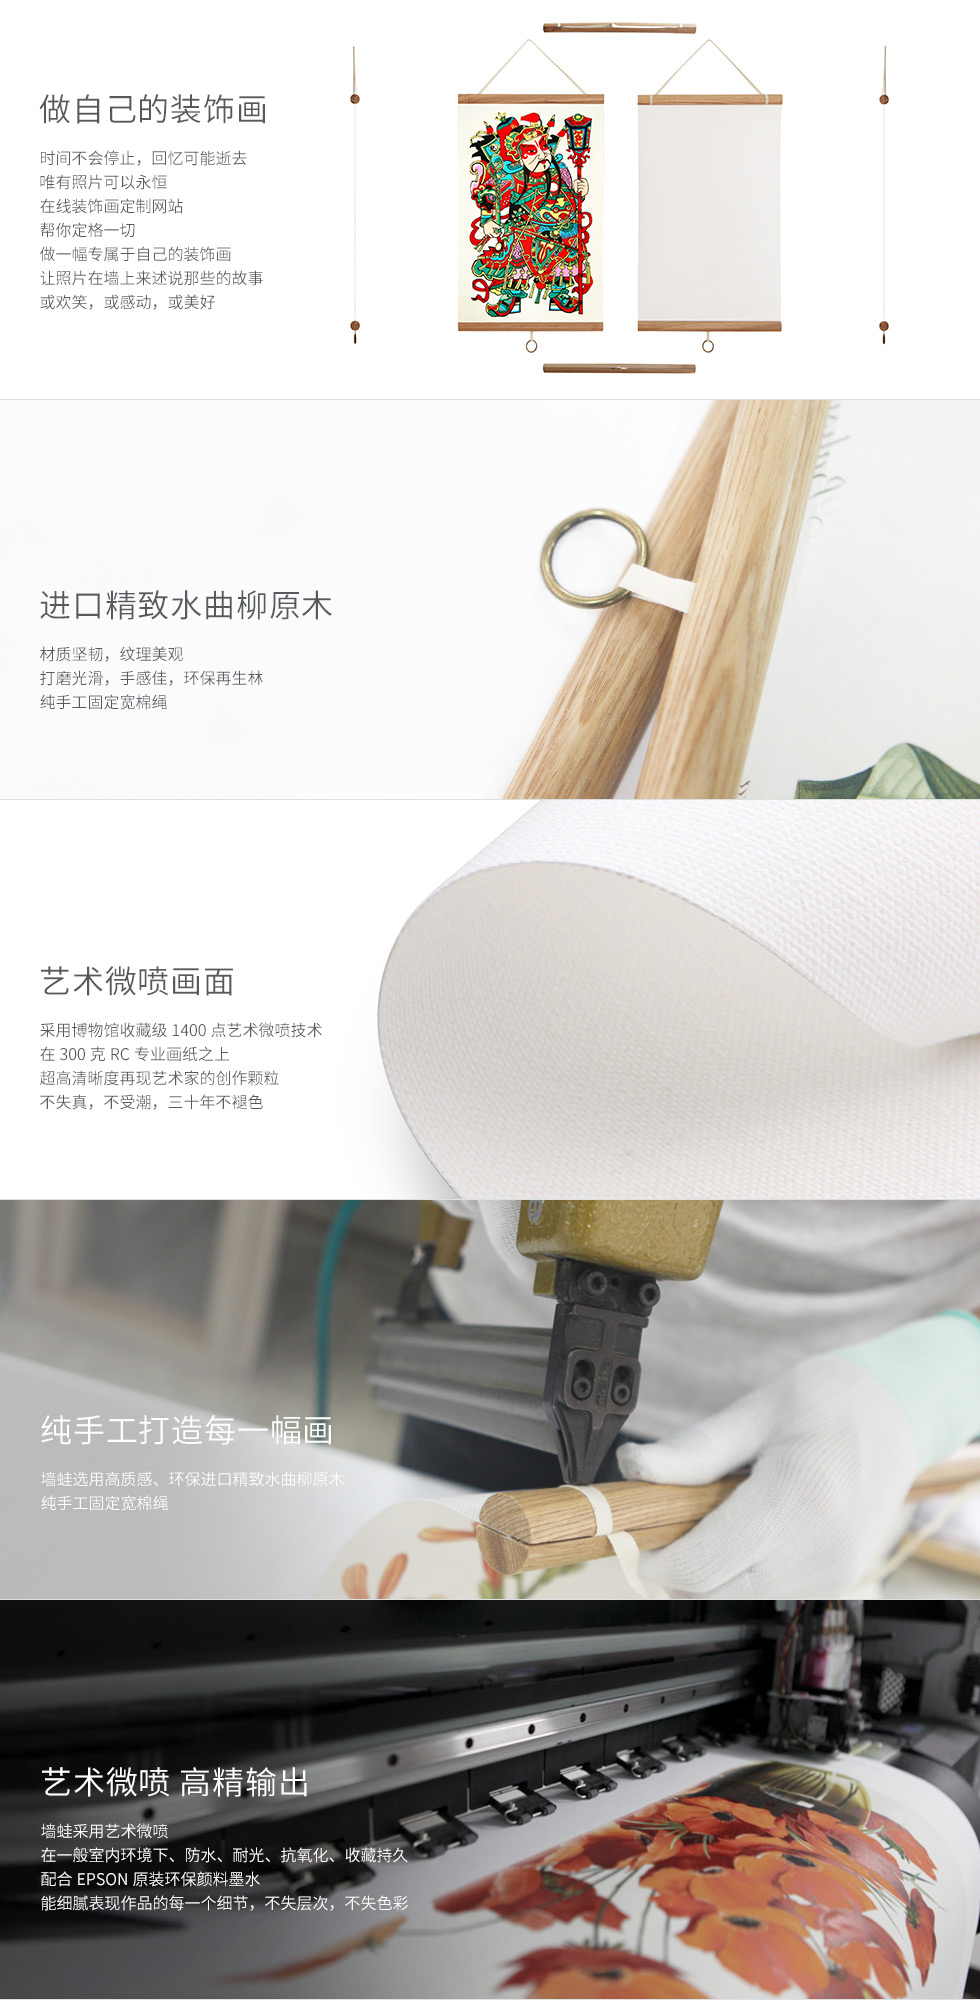 做自己的装饰画
时间不会停止，回忆可能逝去
唯有照片可以永恒
在线装饰画定制网站
帮你定格一切
做一幅专属于自己的装饰画
让照片在墙上来述说那些的故事
或欢笑，或感动，或美好
进口精致水曲柳原木
材质坚韧，纹理美观
打磨光滑，手感佳，环保再生林
纯手工固定宽棉绳
艺术微喷画面
采用博物馆收藏级 1400 点艺术微喷技术
在 300 克 RC 专业画纸之上
超高清晰度再现艺术家的创作颗粒
不失真，不受潮，三十年不褪色
纯手工打造每一幅画
墙蛙选用高质感、环保进口精致水曲柳原木
纯手工固定宽棉绳
艺术微喷 高精输出
墙蛙采用艺术微喷
在一般室内环境下、防水、耐光、抗氧化、收藏持久
配合 EPSON 原装环保颜料墨水
能细腻表现作品的每一个细节，不失层次，不失色彩